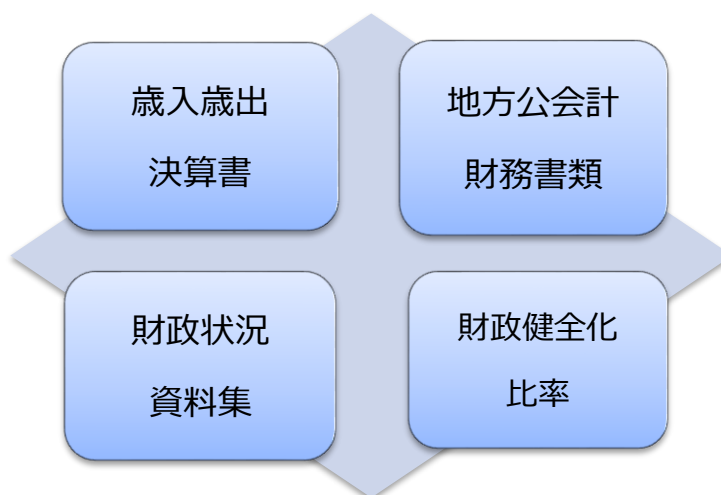 歳入歳出
決算書
地方公会計
財務書類
財政状況
資料集
財政健全化
比率